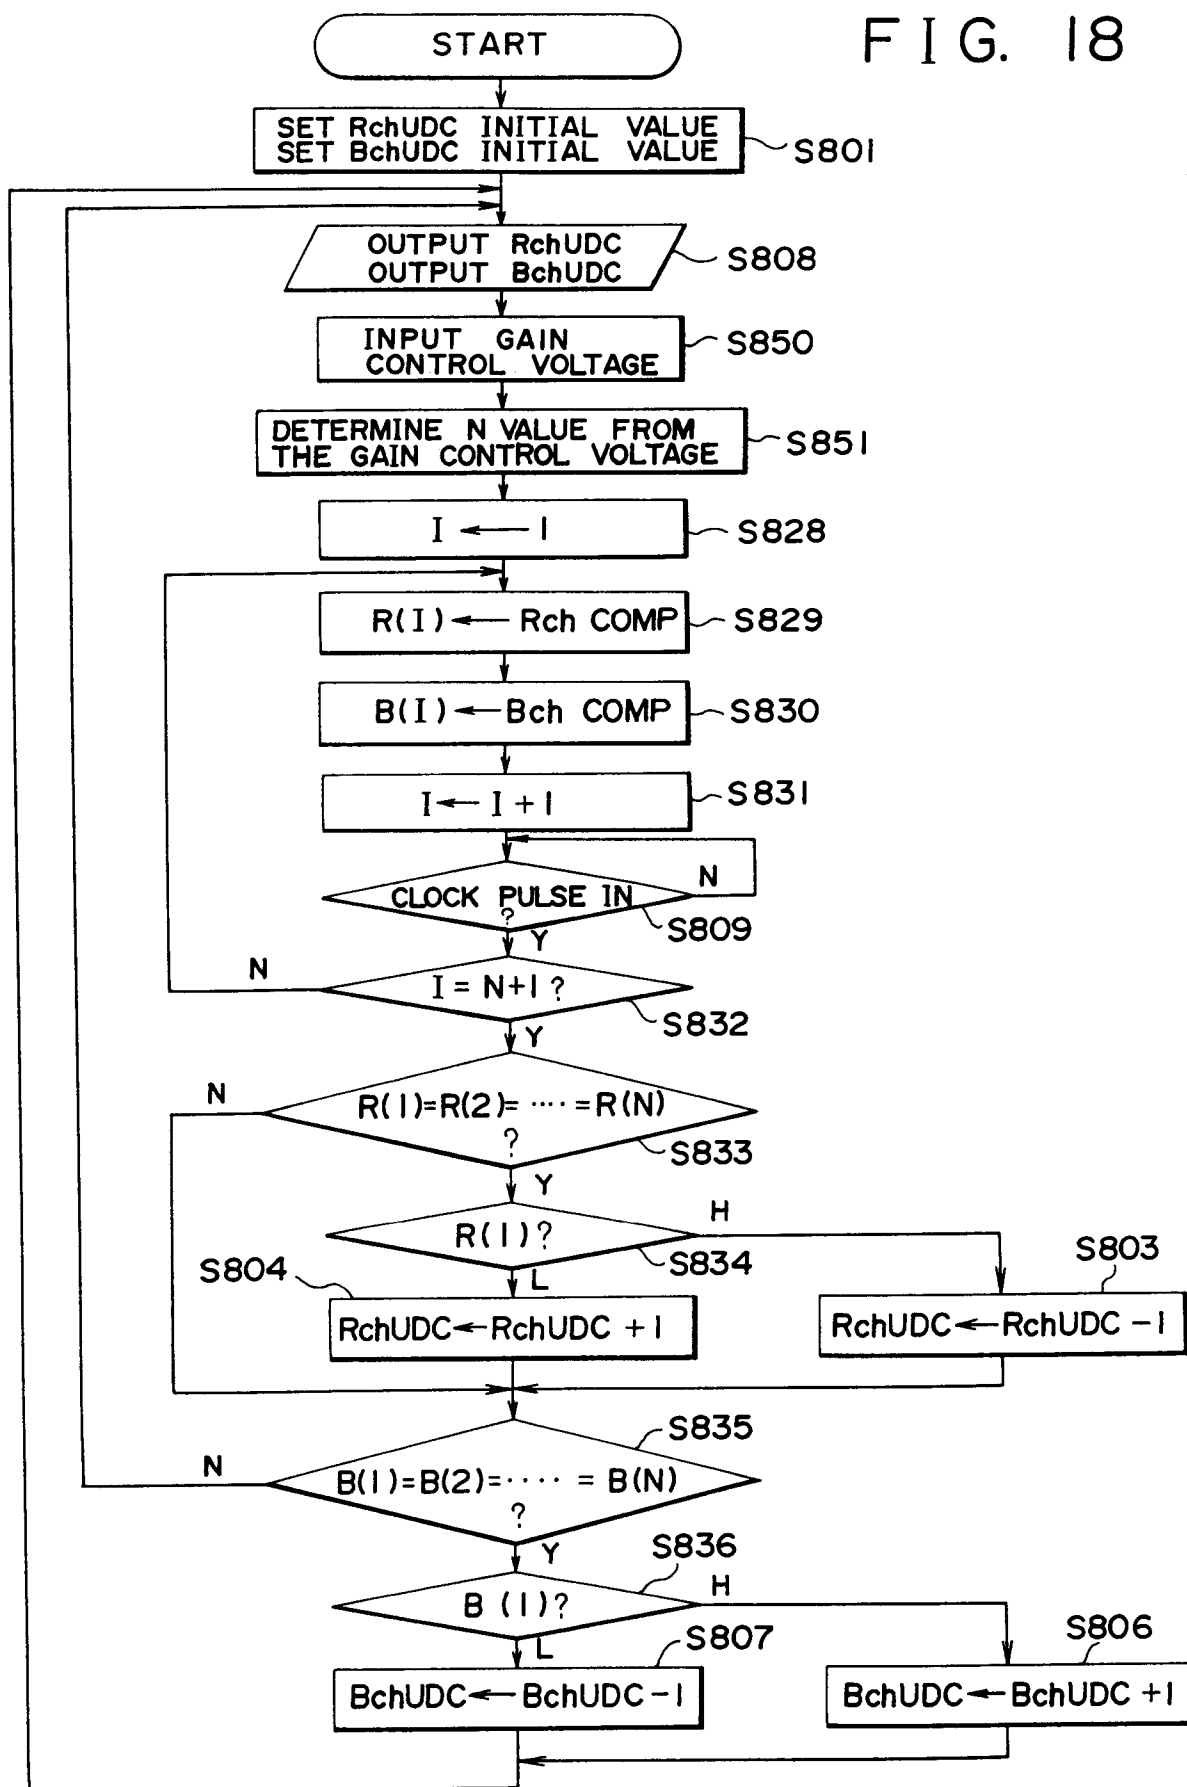 FIG. 18
START
SET RchUDC INITIAL VALUE
SET BchUDC INITIAL VALUE
S801
OUTPUT RchUDC
OUTPUT BchUDC
S808
INPUT GAIN
CONTROL VOLTAGE
S850
DETERMINE N VALUE FROM
THE GAIN CONTROL VOLTAGE
S851
I ← 1
S828
R(I) ← Rch COMP
S829
B(I) ← Bch COMP
S830
I ← I + 1
S831
CLOCK PULSE IN
?
N
S809
Y
I = N+1 ?
N
S832
Y
R(1)=R(2)= ···· =R(N)
?
N
S833
Y
R(1)?
H
S834
L
S804
RchUDC ← RchUDC + 1
S803
RchUDC ← RchUDC - 1
S835
B(1)=B(2)= ···· = B(N)
?
N
Y
S836
B (1)?
H
L
S807
BchUDC ← BchUDC - 1
S806
BchUDC ← BchUDC + 1